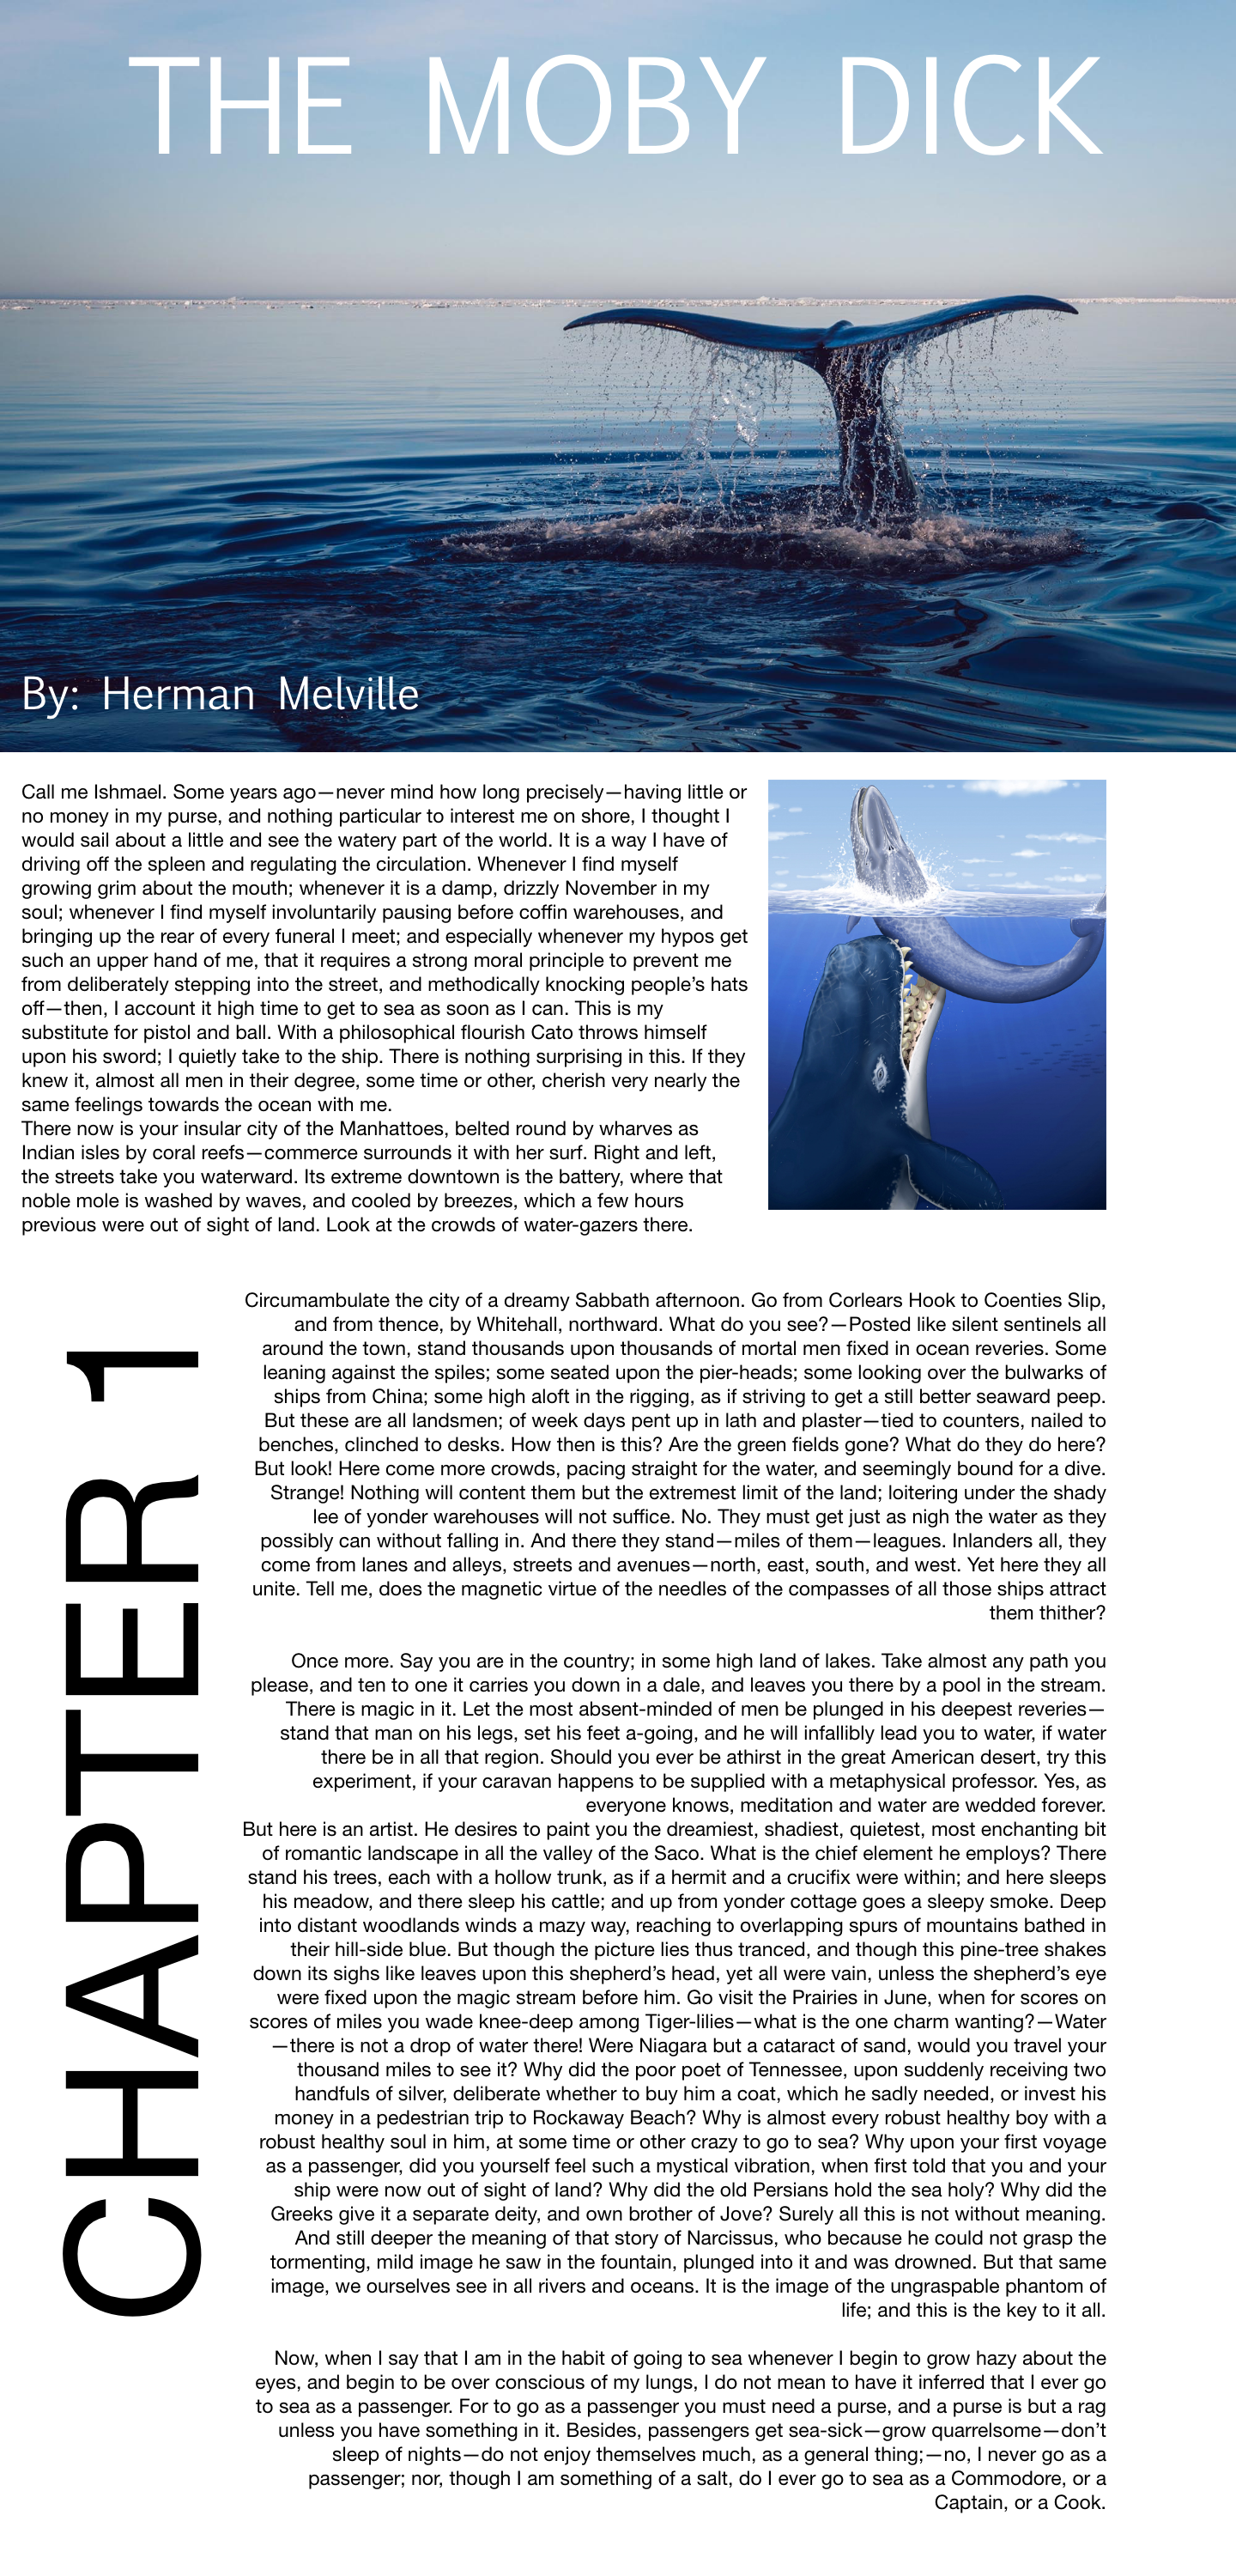 THE MOBY DICK
By: Herman Melville
Call me Ishmael. Some years ago—never mind how long precisely—having little or
no money in my purse, and nothing particular to interest me on shore, I thought I
would sail about a little and see the watery part of the world. It is a way I have of
driving off the spleen and regulating the circulation. Whenever I find myself
growing grim about the mouth; whenever it is a damp, drizzly November in my
soul; whenever I find myself involuntarily pausing before coffin warehouses, and
bringing up the rear of every funeral I meet; and especially whenever my hypos get
such an upper hand of me, that it requires a strong moral principle to prevent me
from deliberately stepping into the street, and methodically knocking people’s hats
off—then, I account it high time to get to sea as soon as I can. This is my
substitute for pistol and ball. With a philosophical flourish Cato throws himself
upon his sword; I quietly take to the ship. There is nothing surprising in this. If they
knew it, almost all men in their degree, some time or other, cherish very nearly the
same feelings towards the ocean with me.
There now is your insular city of the Manhattoes, belted round by wharves as
Indian isles by coral reefs—commerce surrounds it with her surf. Right and left,
the streets take you waterward. Its extreme downtown is the battery, where that
noble mole is washed by waves, and cooled by breezes, which a few hours
previous were out of sight of land. Look at the crowds of water-gazers there.
CHAPTER 1
Circumambulate the city of a dreamy Sabbath afternoon. Go from Corlears Hook to Coenties Slip,
and from thence, by Whitehall, northward. What do you see?—Posted like silent sentinels all
around the town, stand thousands upon thousands of mortal men fixed in ocean reveries. Some
leaning against the spiles; some seated upon the pier-heads; some looking over the bulwarks of
ships from China; some high aloft in the rigging, as if striving to get a still better seaward peep.
But these are all landsmen; of week days pent up in lath and plaster—tied to counters, nailed to
benches, clinched to desks. How then is this? Are the green fields gone? What do they do here?
But look! Here come more crowds, pacing straight for the water, and seemingly bound for a dive.
Strange! Nothing will content them but the extremest limit of the land; loitering under the shady
lee of yonder warehouses will not suffice. No. They must get just as nigh the water as they
possibly can without falling in. And there they stand—miles of them—leagues. Inlanders all, they
come from lanes and alleys, streets and avenues—north, east, south, and west. Yet here they all
unite. Tell me, does the magnetic virtue of the needles of the compasses of all those ships attract
them thither?
Once more. Say you are in the country; in some high land of lakes. Take almost any path you
please, and ten to one it carries you down in a dale, and leaves you there by a pool in the stream.
There is magic in it. Let the most absent-minded of men be plunged in his deepest reveries—
stand that man on his legs, set his feet a-going, and he will infallibly lead you to water, if water
there be in all that region. Should you ever be athirst in the great American desert, try this
experiment, if your caravan happens to be supplied with a metaphysical professor. Yes, as
everyone knows, meditation and water are wedded forever.
But here is an artist. He desires to paint you the dreamiest, shadiest, quietest, most enchanting bit
of romantic landscape in all the valley of the Saco. What is the chief element he employs? There
stand his trees, each with a hollow trunk, as if a hermit and a crucifix were within; and here sleeps
his meadow, and there sleep his cattle; and up from yonder cottage goes a sleepy smoke. Deep
into distant woodlands winds a mazy way, reaching to overlapping spurs of mountains bathed in
their hill-side blue. But though the picture lies thus tranced, and though this pine-tree shakes
down its sighs like leaves upon this shepherd’s head, yet all were vain, unless the shepherd’s eye
were fixed upon the magic stream before him. Go visit the Prairies in June, when for scores on
scores of miles you wade knee-deep among Tiger-lilies—what is the one charm wanting?—Water
—there is not a drop of water there! Were Niagara but a cataract of sand, would you travel your
thousand miles to see it? Why did the poor poet of Tennessee, upon suddenly receiving two
handfuls of silver, deliberate whether to buy him a coat, which he sadly needed, or invest his
money in a pedestrian trip to Rockaway Beach? Why is almost every robust healthy boy with a
robust healthy soul in him, at some time or other crazy to go to sea? Why upon your first voyage
as a passenger, did you yourself feel such a mystical vibration, when first told that you and your
ship were now out of sight of land? Why did the old Persians hold the sea holy? Why did the
Greeks give it a separate deity, and own brother of Jove? Surely all this is not without meaning.
And still deeper the meaning of that story of Narcissus, who because he could not grasp the
tormenting, mild image he saw in the fountain, plunged into it and was drowned. But that same
image, we ourselves see in all rivers and oceans. It is the image of the ungraspable phantom of
life; and this is the key to it all.
Now, when I say that I am in the habit of going to sea whenever I begin to grow hazy about the
eyes, and begin to be over conscious of my lungs, I do not mean to have it inferred that I ever go
to sea as a passenger. For to go as a passenger you must need a purse, and a purse is but a rag
unless you have something in it. Besides, passengers get sea-sick—grow quarrelsome—don’t
sleep of nights—do not enjoy themselves much, as a general thing;—no, I never go as a
passenger; nor, though I am something of a salt, do I ever go to sea as a Commodore, or a
Captain, or a Cook.